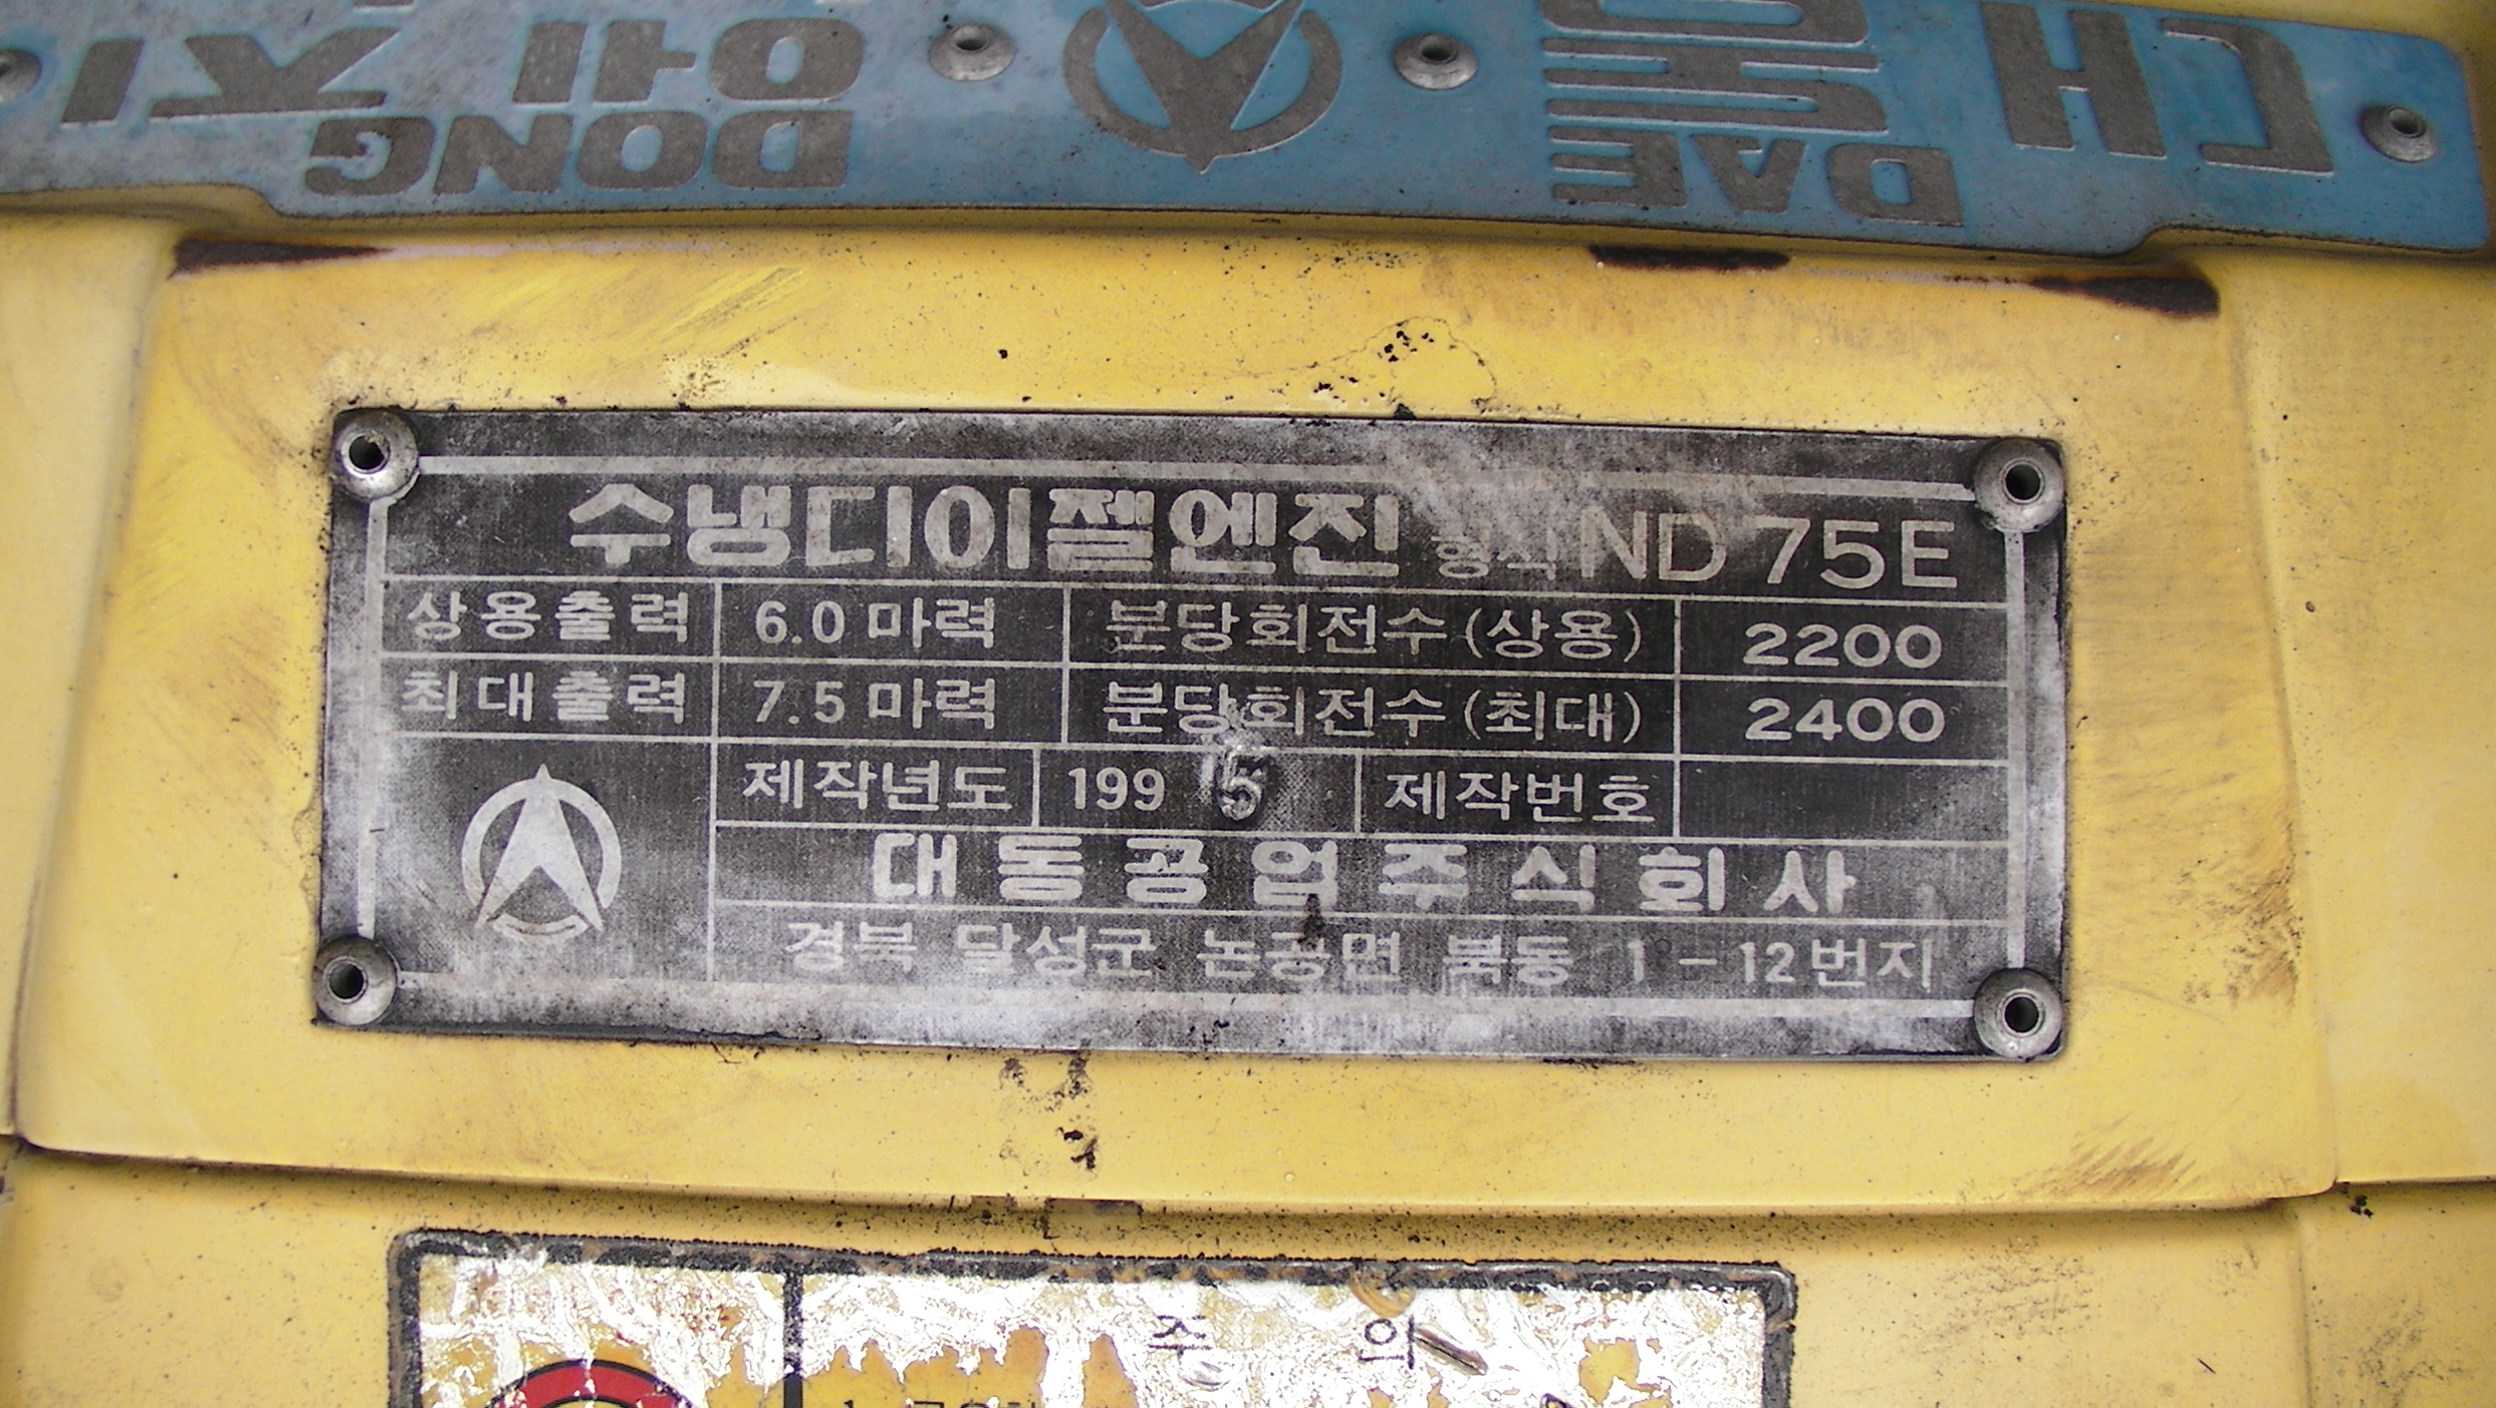 대동 엔진
DAE DONG
수냉디이젤엔진 형식 ND 75E
상용출력 6.0 마력 분당회전수 (상용) 2200
최대출력 7.5 마력 분당회전수 (최대) 2400
제작년도 199 5 제작번호
대동공업주식회사
경북 달성군 논공면 북동 1-12번지
주 의